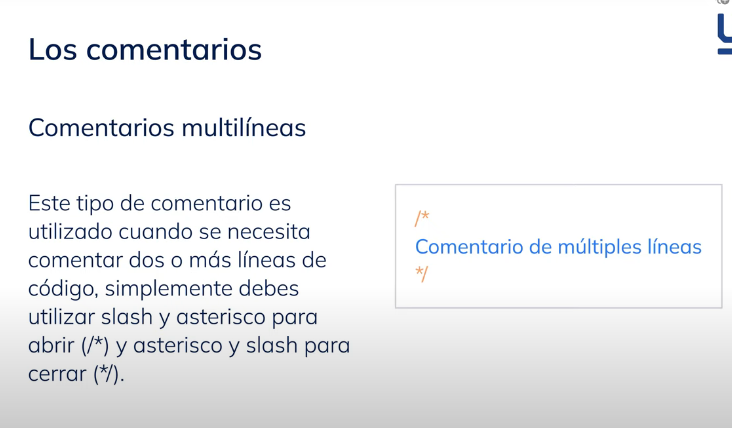 Los comentarios
Comentarios multilíneas
Este tipo de comentario es
utilizado cuando se necesita
comentar dos o más líneas de
código, simplemente debes
utilizar slash y asterisco para
abrir (/*) y asterisco y slash para
cerrar (*/).
/*
Comentario de múltiples líneas
*/